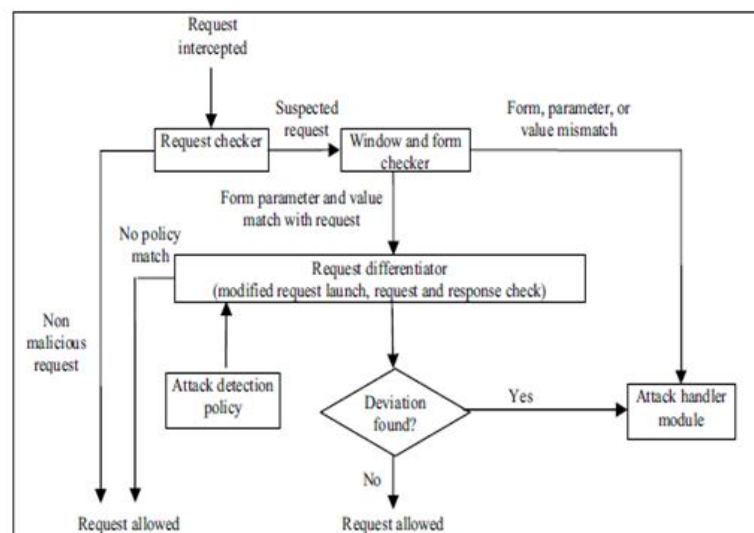 Request
intercepted
Suspected
request
Form, parameter, or
value mismatch
Request checker
Window and form
checker
Form parameter and value
match with request
No policy
match
Request differentiator
(modified request launch, request and response check)
Non
malicious
request
Attack detection
policy
Deviation
found?
Yes
Attack handler
module
No
Request allowed
Request allowed